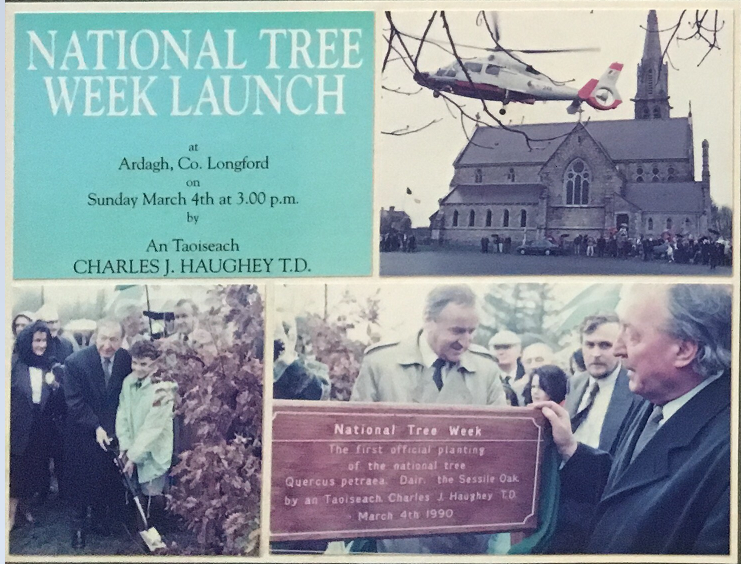 NATIONAL TREE
WEEK LAUNCH
at
Ardagh, Co. Longford
on
Sunday March 4th at 3.00 p.m.
by
An Taoiseach
CHARLES J. HAUGHEY T.D.
National Tree Week
The first official planting
of the national tree
Quercus petraea. Dair. the Sessile Oak
by an Taoiseach. Charles J. Haughey T.D.
March 4th 1990